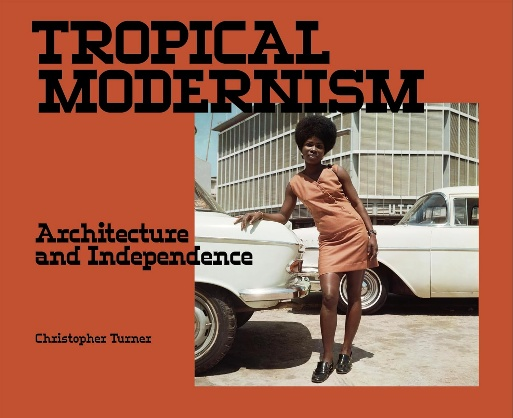 TROPICAL
MODERNISM
Architecture
and Independence
Christopher Turner